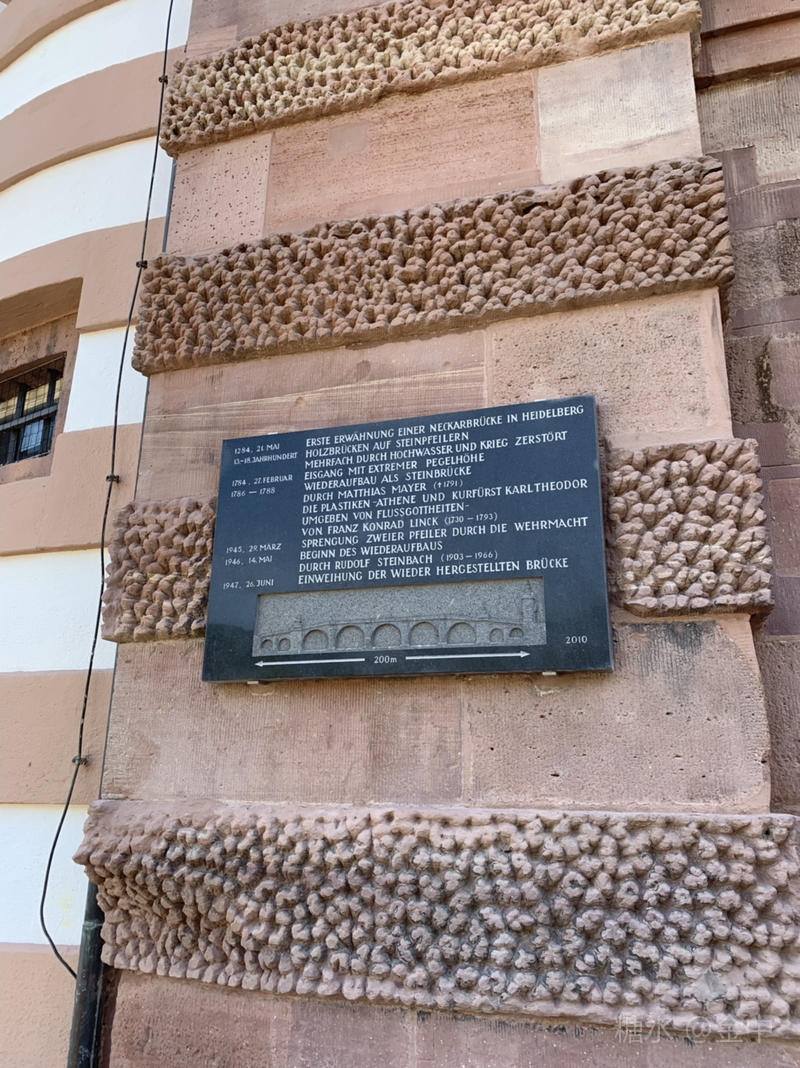 1284, 21. MAI ERSTE ERWÄHNUNG EINER NECKARBRÜCKE IN HEIDELBERG
13.-18. JAHRHUNDERT HOLZBRÜCKEN AUF STEINPFEILERN
MEHRFACH DURCH HOCHWASSER UND KRIEG ZERSTÖRT
1784, 27. FEBRUAR EISGANG MIT EXTREMER PEGELHÖHE
1786 — 1788 WIEDERAUFBAU ALS STEINBRÜCKE
DURCH MATTHIAS MAYER (✝1791)
DIE PLASTIKEN -ATHENE UND KURFÜRST KARL THEODOR
UMGEBEN VON FLUSSGOTTHEITEN-
VON FRANZ KONRAD LINCK (1730 — 1793)
1945, 29. MÄRZ SPRENGUNG ZWEIER PFEILER DURCH DIE WEHRMACHT
1946, 14. MAI BEGINN DES WIEDERAUFBAUS
DURCH RUDOLF STEINBACH (1903 — 1966)
1947, 26. JUNI EINWEIHUNG DER WIEDER HERGESTELLTEN BRÜCKE
200m
2010
糖水 @金牛